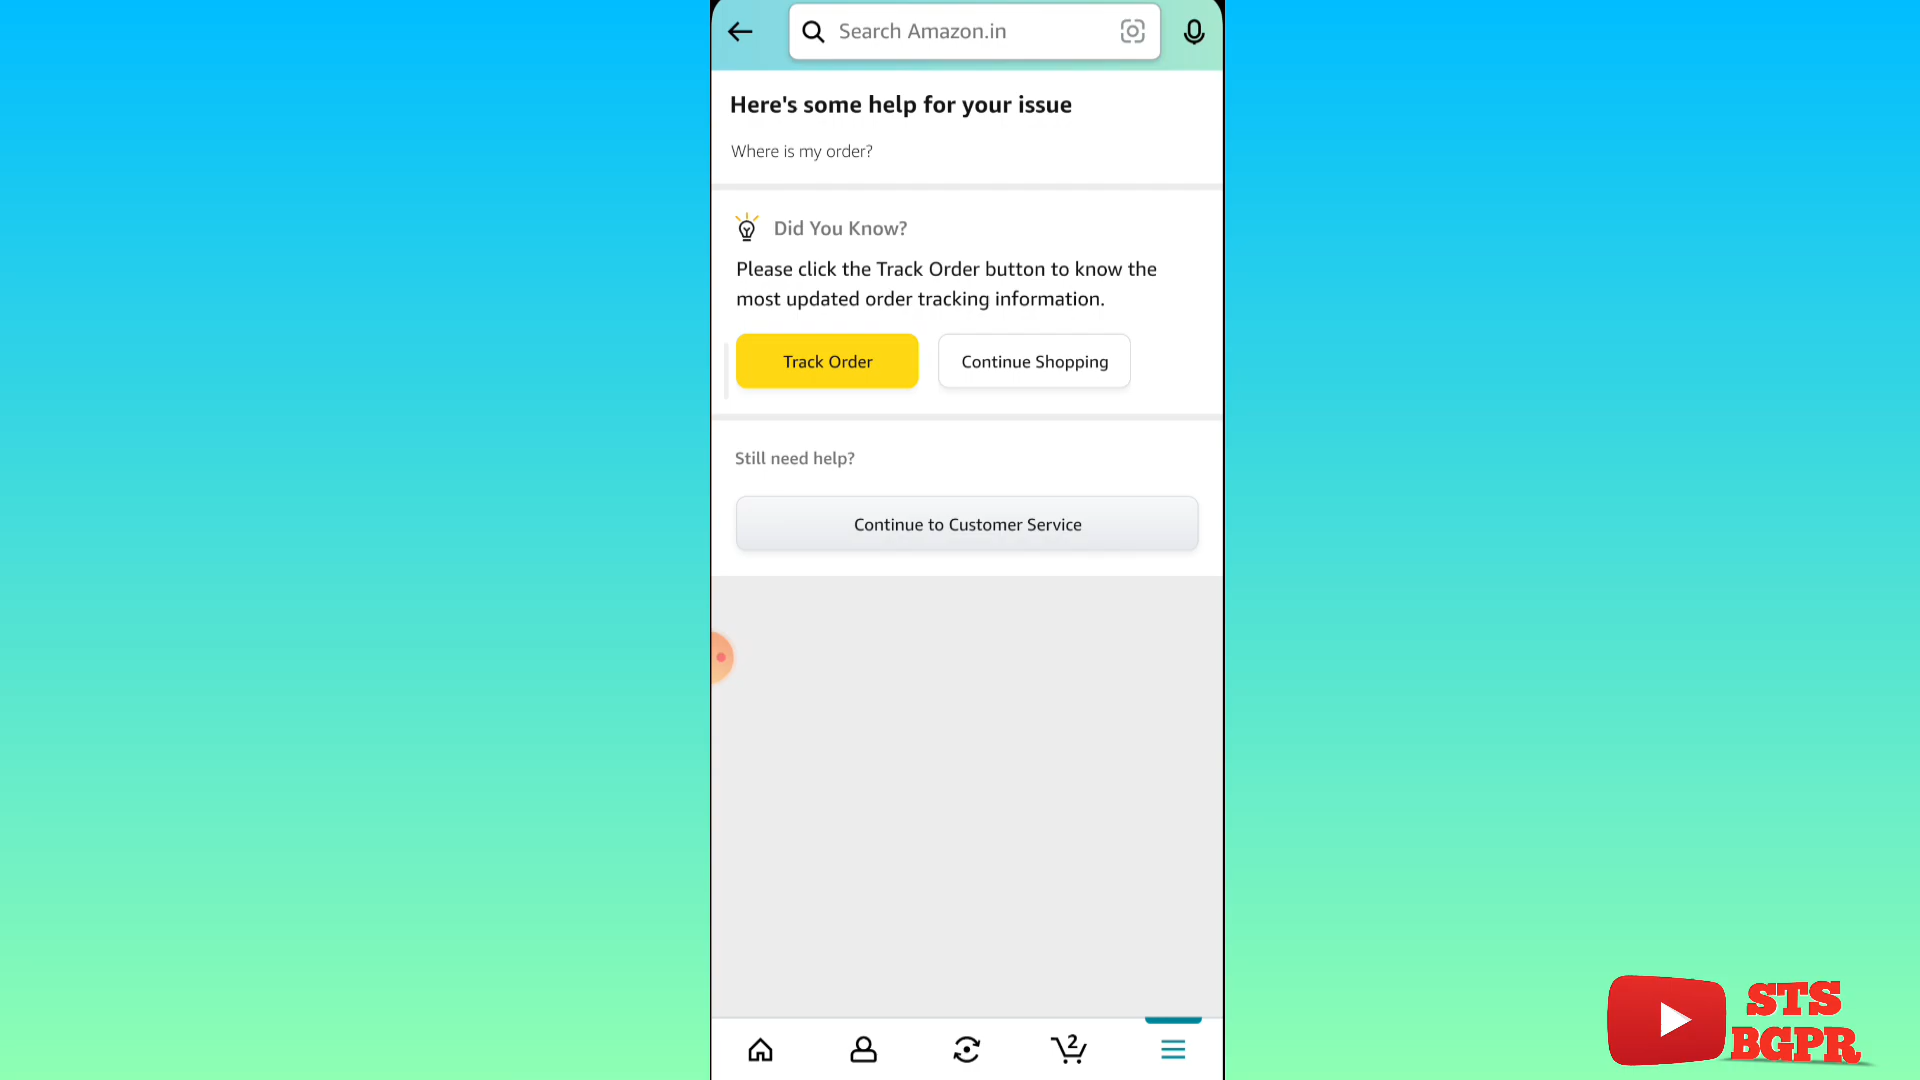 Search Amazon.in
Here's some help for your issue
Where is my order?
Did You Know?
Please click the Track Order button to know the
most updated order tracking information.
Track Order
Continue Shopping
Still need help?
Continue to Customer Service
2
STS
BGPR